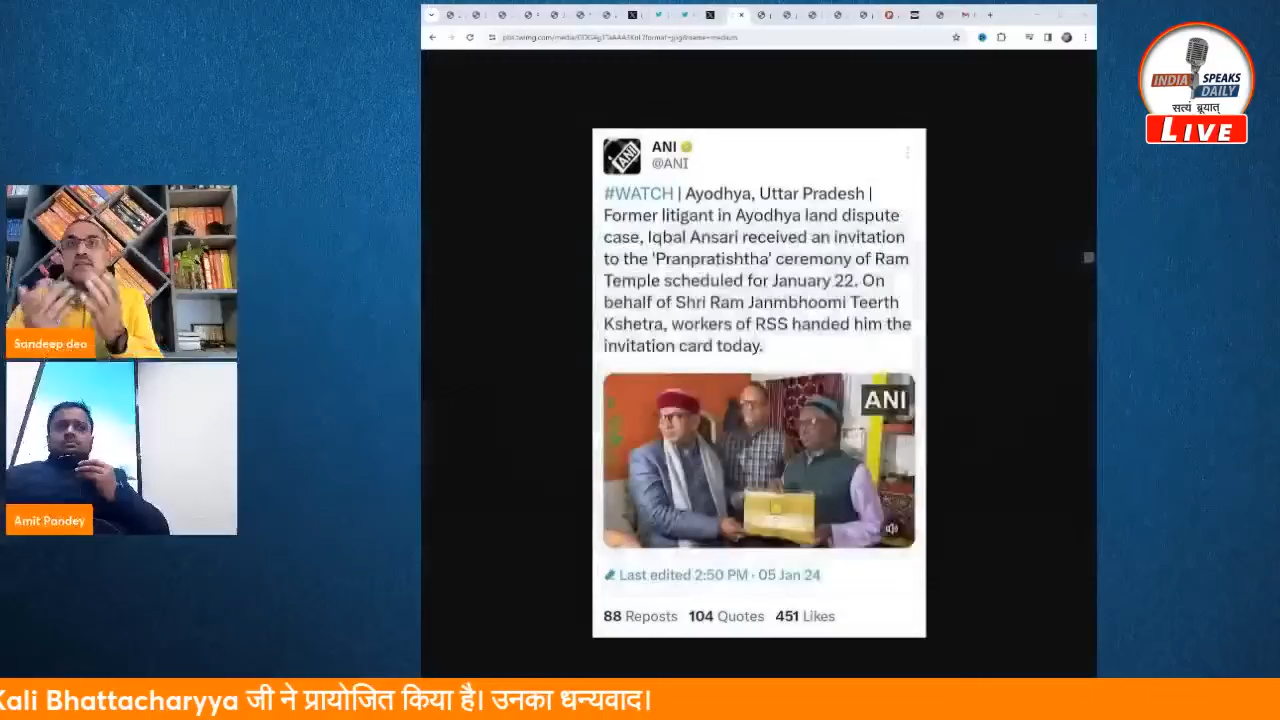 INDIA SPEAKS
DAILY
सत्यं ब्रूयात्
LIVE
ANI
@ANI
#WATCH | Ayodhya, Uttar Pradesh |
Former litigant in Ayodhya land dispute
case, Iqbal Ansari received an invitation
to the 'Pranpratishtha' ceremony of Ram
Temple scheduled for January 22. On
behalf of Shri Ram Janmbhoomi Teerth
Kshetra, workers of RSS handed him the
invitation card today.
ANI
Last edited 2:50 PM · 05 Jan 24
88 Reposts 104 Quotes 451 Likes
Sandeep deo
Amit Pandey
Kali Bhattacharyya जी ने प्रायोजित किया है। उनका धन्यवाद।